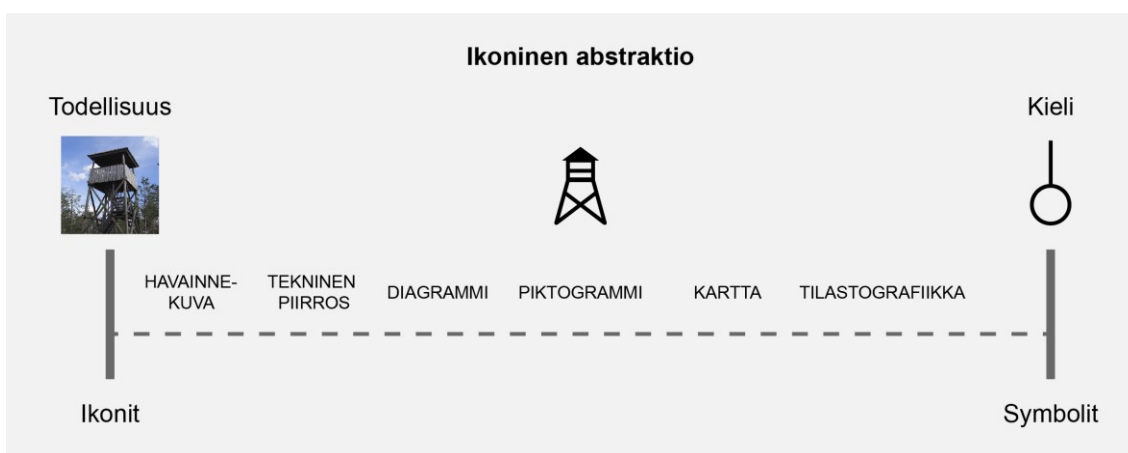 Ikoninen abstraktio
Todellisuus
Kieli
HAVAINNE-
KUVA
TEKNINEN
PIIRROS
DIAGRAMMI
PIKTOGRAMMI
KARTTA
TILASTOGRAFIIKKA
Ikonit
Symbolit